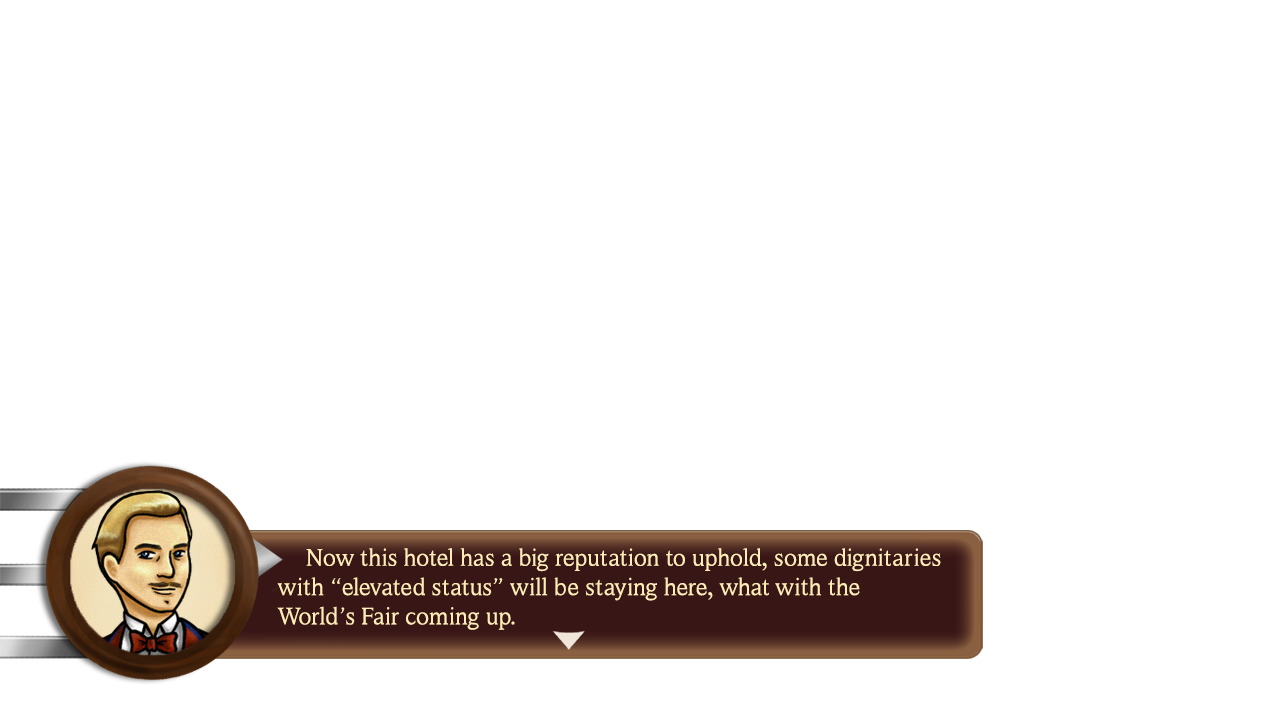 Now this hotel has a big reputation to uphold, some dignitaries
with “elevated status” will be staying here, what with the
World’s Fair coming up.